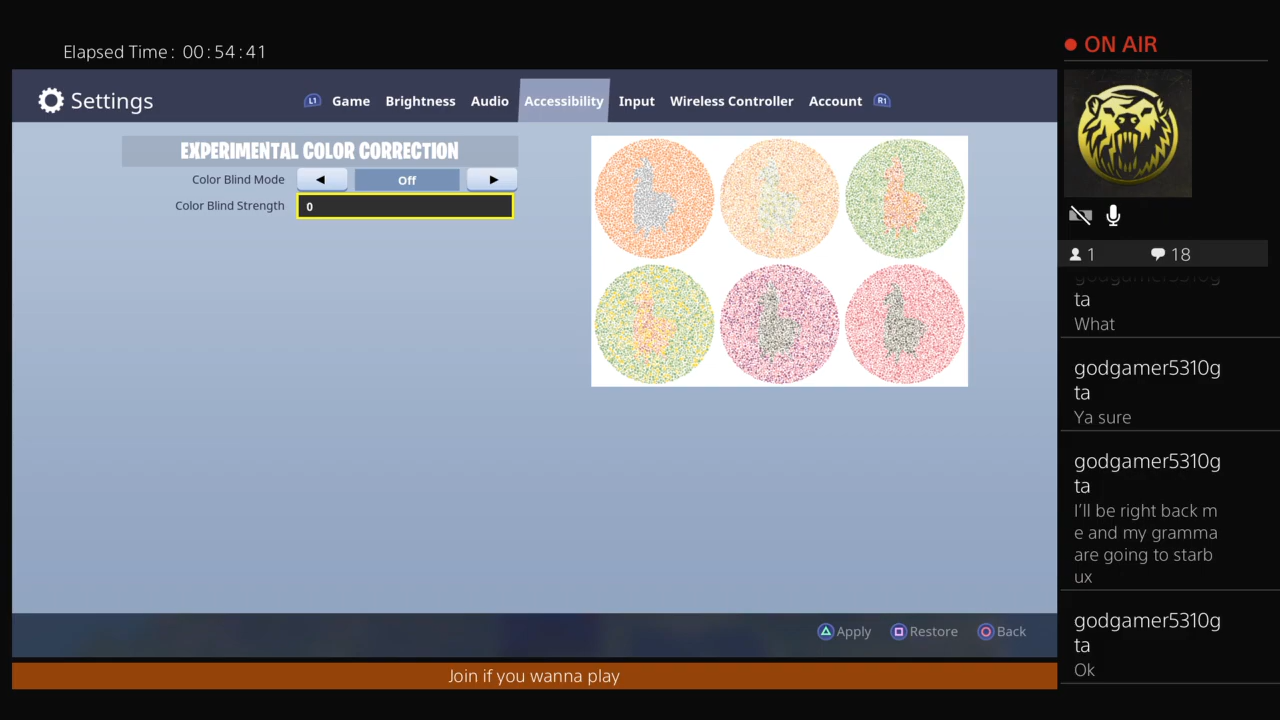 Elapsed Time: 00:54:41
ON AIR
Settings
L1 Game Brightness Audio Accessibility Input Wireless Controller Account R1
EXPERIMENTAL COLOR CORRECTION
Color Blind Mode Off
Color Blind Strength 0
Apply Restore Back
Join if you wanna play
1 18
ta
What
godgamer5310g
ta
Ya sure
godgamer5310g
ta
I'll be right back m
e and my gramma
are going to starb
ux
godgamer5310g
ta
Ok